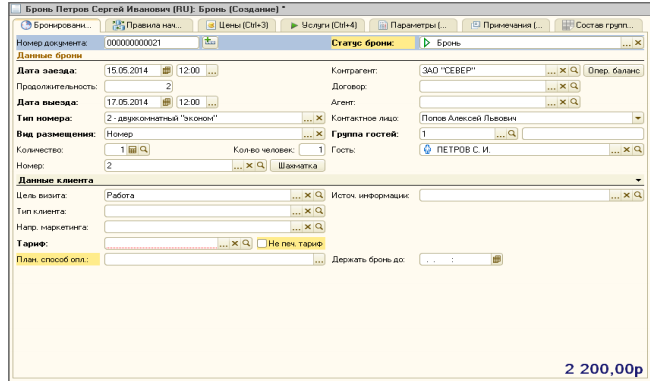 Бронь Петров Сергей Иванович (RU): Бронь (Создание) *
Бронировани... Правила нач... Цены (Ctrl+3) Услуги (Ctrl+4) Параметры (... Примечания (... Состав групп...
Номер документа: 000000000021 Статус брони: Бронь ...
Данные брони
Дата заезда: 15.05.2014 12:00 ... Контрагент: ЗАО "СЕВЕР" ... Опер. баланс
Продолжительность: 2 Договор: ...
Дата выезда: 17.05.2014 12:00 ... Агент: ...
Тип номера: 2 - двухкомнатный "эконом" ... Контактное лицо: Попов Алексей Львович
Вид размещения: Номер ... Группа гостей: 1 ...
Количество: 1 Кол-во человек: 1 Гость: ПЕТРОВ С. И. ...
Номер: 2 ... Шахматка
Данные клиента
Цель визита: Работа ... Источ. информации: ...
Тип клиента: ...
Напр. маркетинга: ...
Тариф: ... Не печ. тариф
План. способ опл.: ... Держать бронь до: . . :
2 200,00р